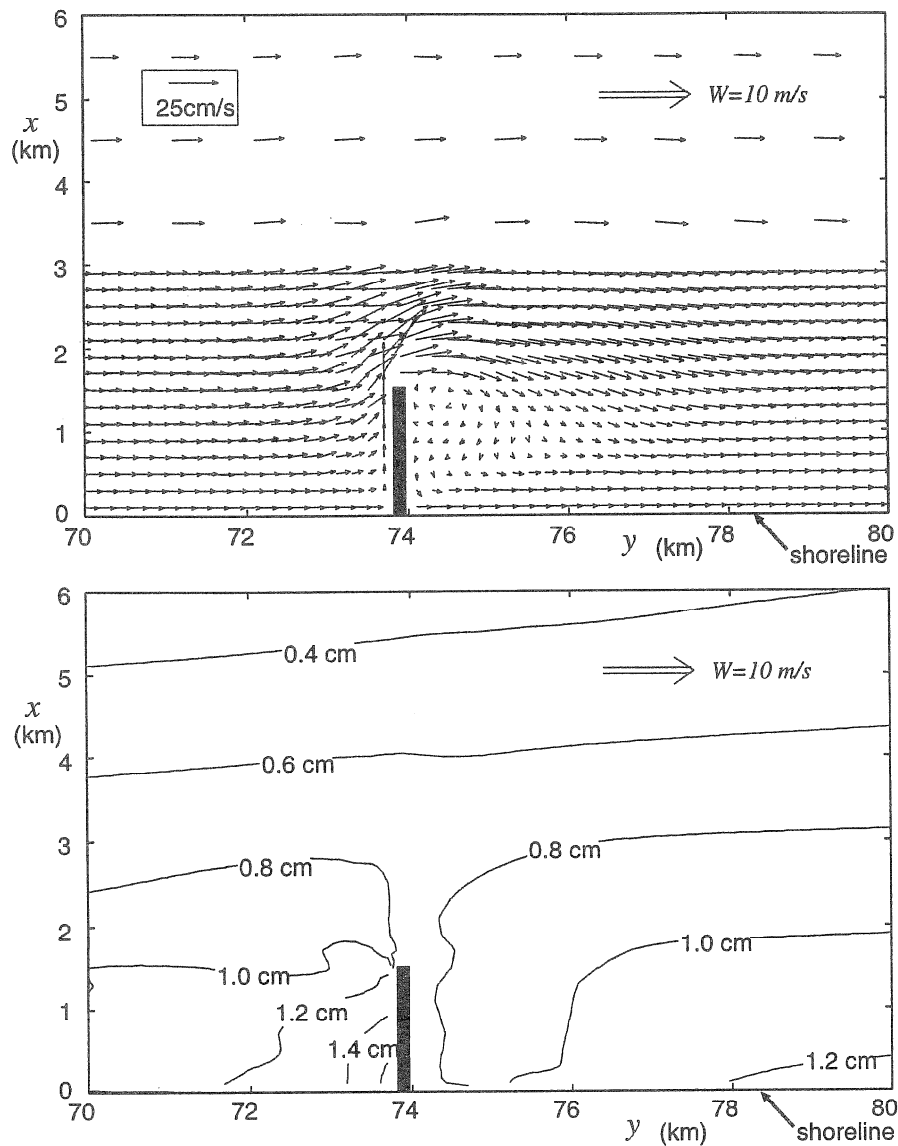 6
25cm/s
W=10 m/s
5
x
(km)
4
3
2
1
0
70
72
74
76
78
80
y (km)
shoreline
6
0.4 cm
W=10 m/s
5
x
(km)
4
0.6 cm
3
0.8 cm
0.8 cm
2
1.0 cm
1.0 cm
1
1.2 cm
1.4 cm
1.2 cm
0
70
72
74
76
78
80
y (km)
shoreline